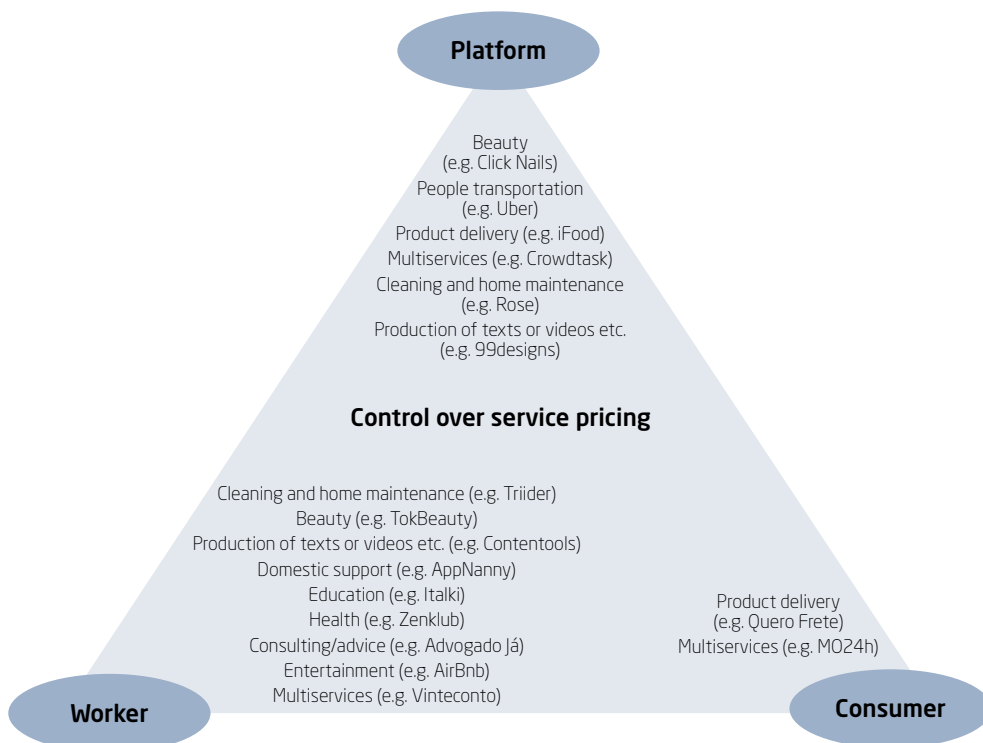 Platform
Beauty
(e.g. Click Nails)
People transportation
(e.g. Uber)
Product delivery (e.g. iFood)
Multiservices (e.g. Crowdtask)
Cleaning and home maintenance
(e.g. Rose)
Production of texts or videos etc.
(e.g. 99designs)
Control over service pricing
Cleaning and home maintenance (e.g. Triider)
Beauty (e.g. TokBeauty)
Production of texts or videos etc. (e.g. Contentools)
Domestic support (e.g. AppNanny)
Education (e.g. Italki)
Health (e.g. Zenklub)
Consulting/advice (e.g. Advogado Já)
Entertainment (e.g. AirBnb)
Multiservices (e.g. Vinteconto)
Product delivery
(e.g. Quero Frete)
Multiservices (e.g. MO24h)
Worker
Consumer